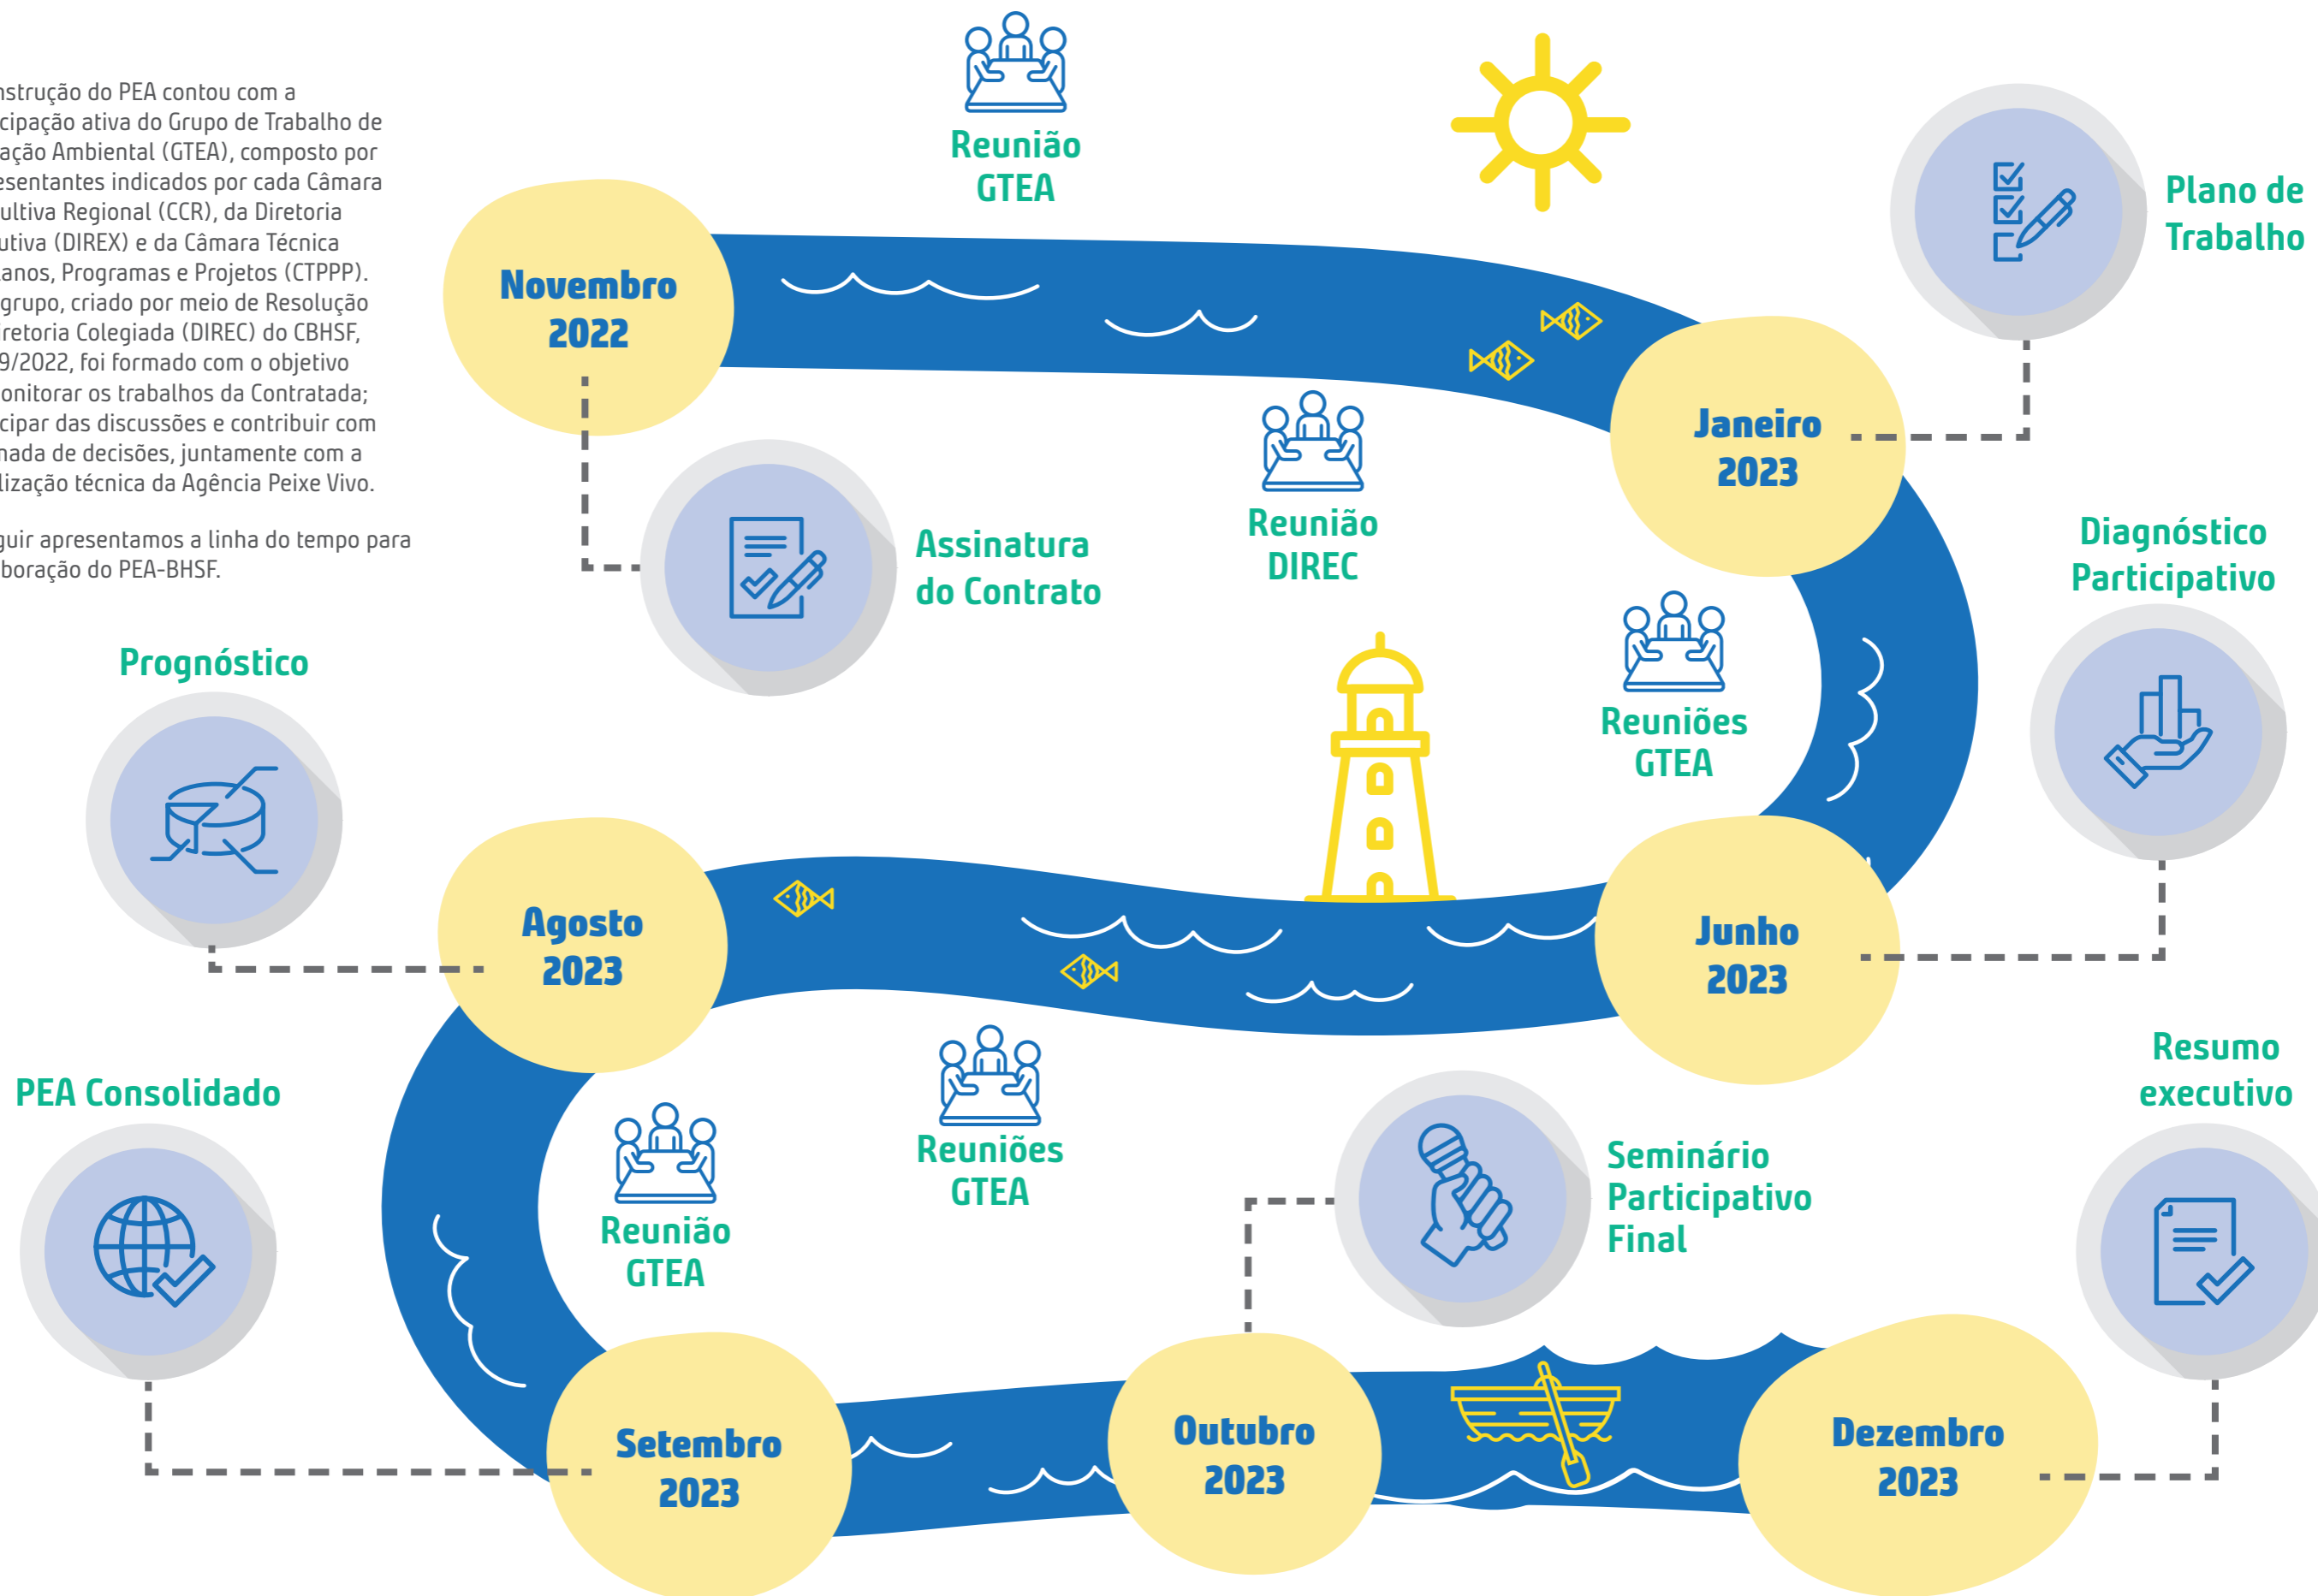 nstrução do PEA contou com a
cipação ativa do Grupo de Trabalho de
ação Ambiental (GTEA), composto por
esentantes indicados por cada Câmara
ultiva Regional (CCR), da Diretoria
utiva (DIREX) e da Câmara Técnica
lanos, Programas e Projetos (CTPPP).
grupo, criado por meio de Resolução
iretoria Colegiada (DIREC) do CBHSF,
9/2022, foi formado com o objetivo
onitorar os trabalhos da Contratada;
cipar das discussões e contribuir com
mada de decisões, juntamente com a
lização técnica da Agência Peixe Vivo.
guir apresentamos a linha do tempo para
boração do PEA-BHSF.
Reunião
GTEA
Novembro
2022
Assinatura
do Contrato
Reunião
DIREC
Janeiro
2023
Plano de
Trabalho
Reuniões
GTEA
Diagnóstico
Participativo
Junho
2023
Prognóstico
Agosto
2023
Reuniões
GTEA
Reunião
GTEA
PEA Consolidado
Setembro
2023
Seminário
Participativo
Final
Outubro
2023
Resumo
executivo
Dezembro
2023